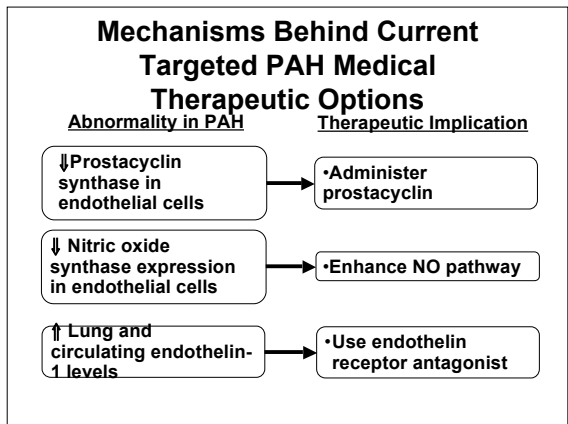 Mechanisms Behind Current
Targeted PAH Medical
Therapeutic Options
Abnormality in PAH
Therapeutic Implication
⇓Prostacyclin
synthase in
endothelial cells
•Administer
prostacyclin
⇓ Nitric oxide
synthase expression
in endothelial cells
•Enhance NO pathway
⇑ Lung and
circulating endothelin-
1 levels
•Use endothelin
receptor antagonist